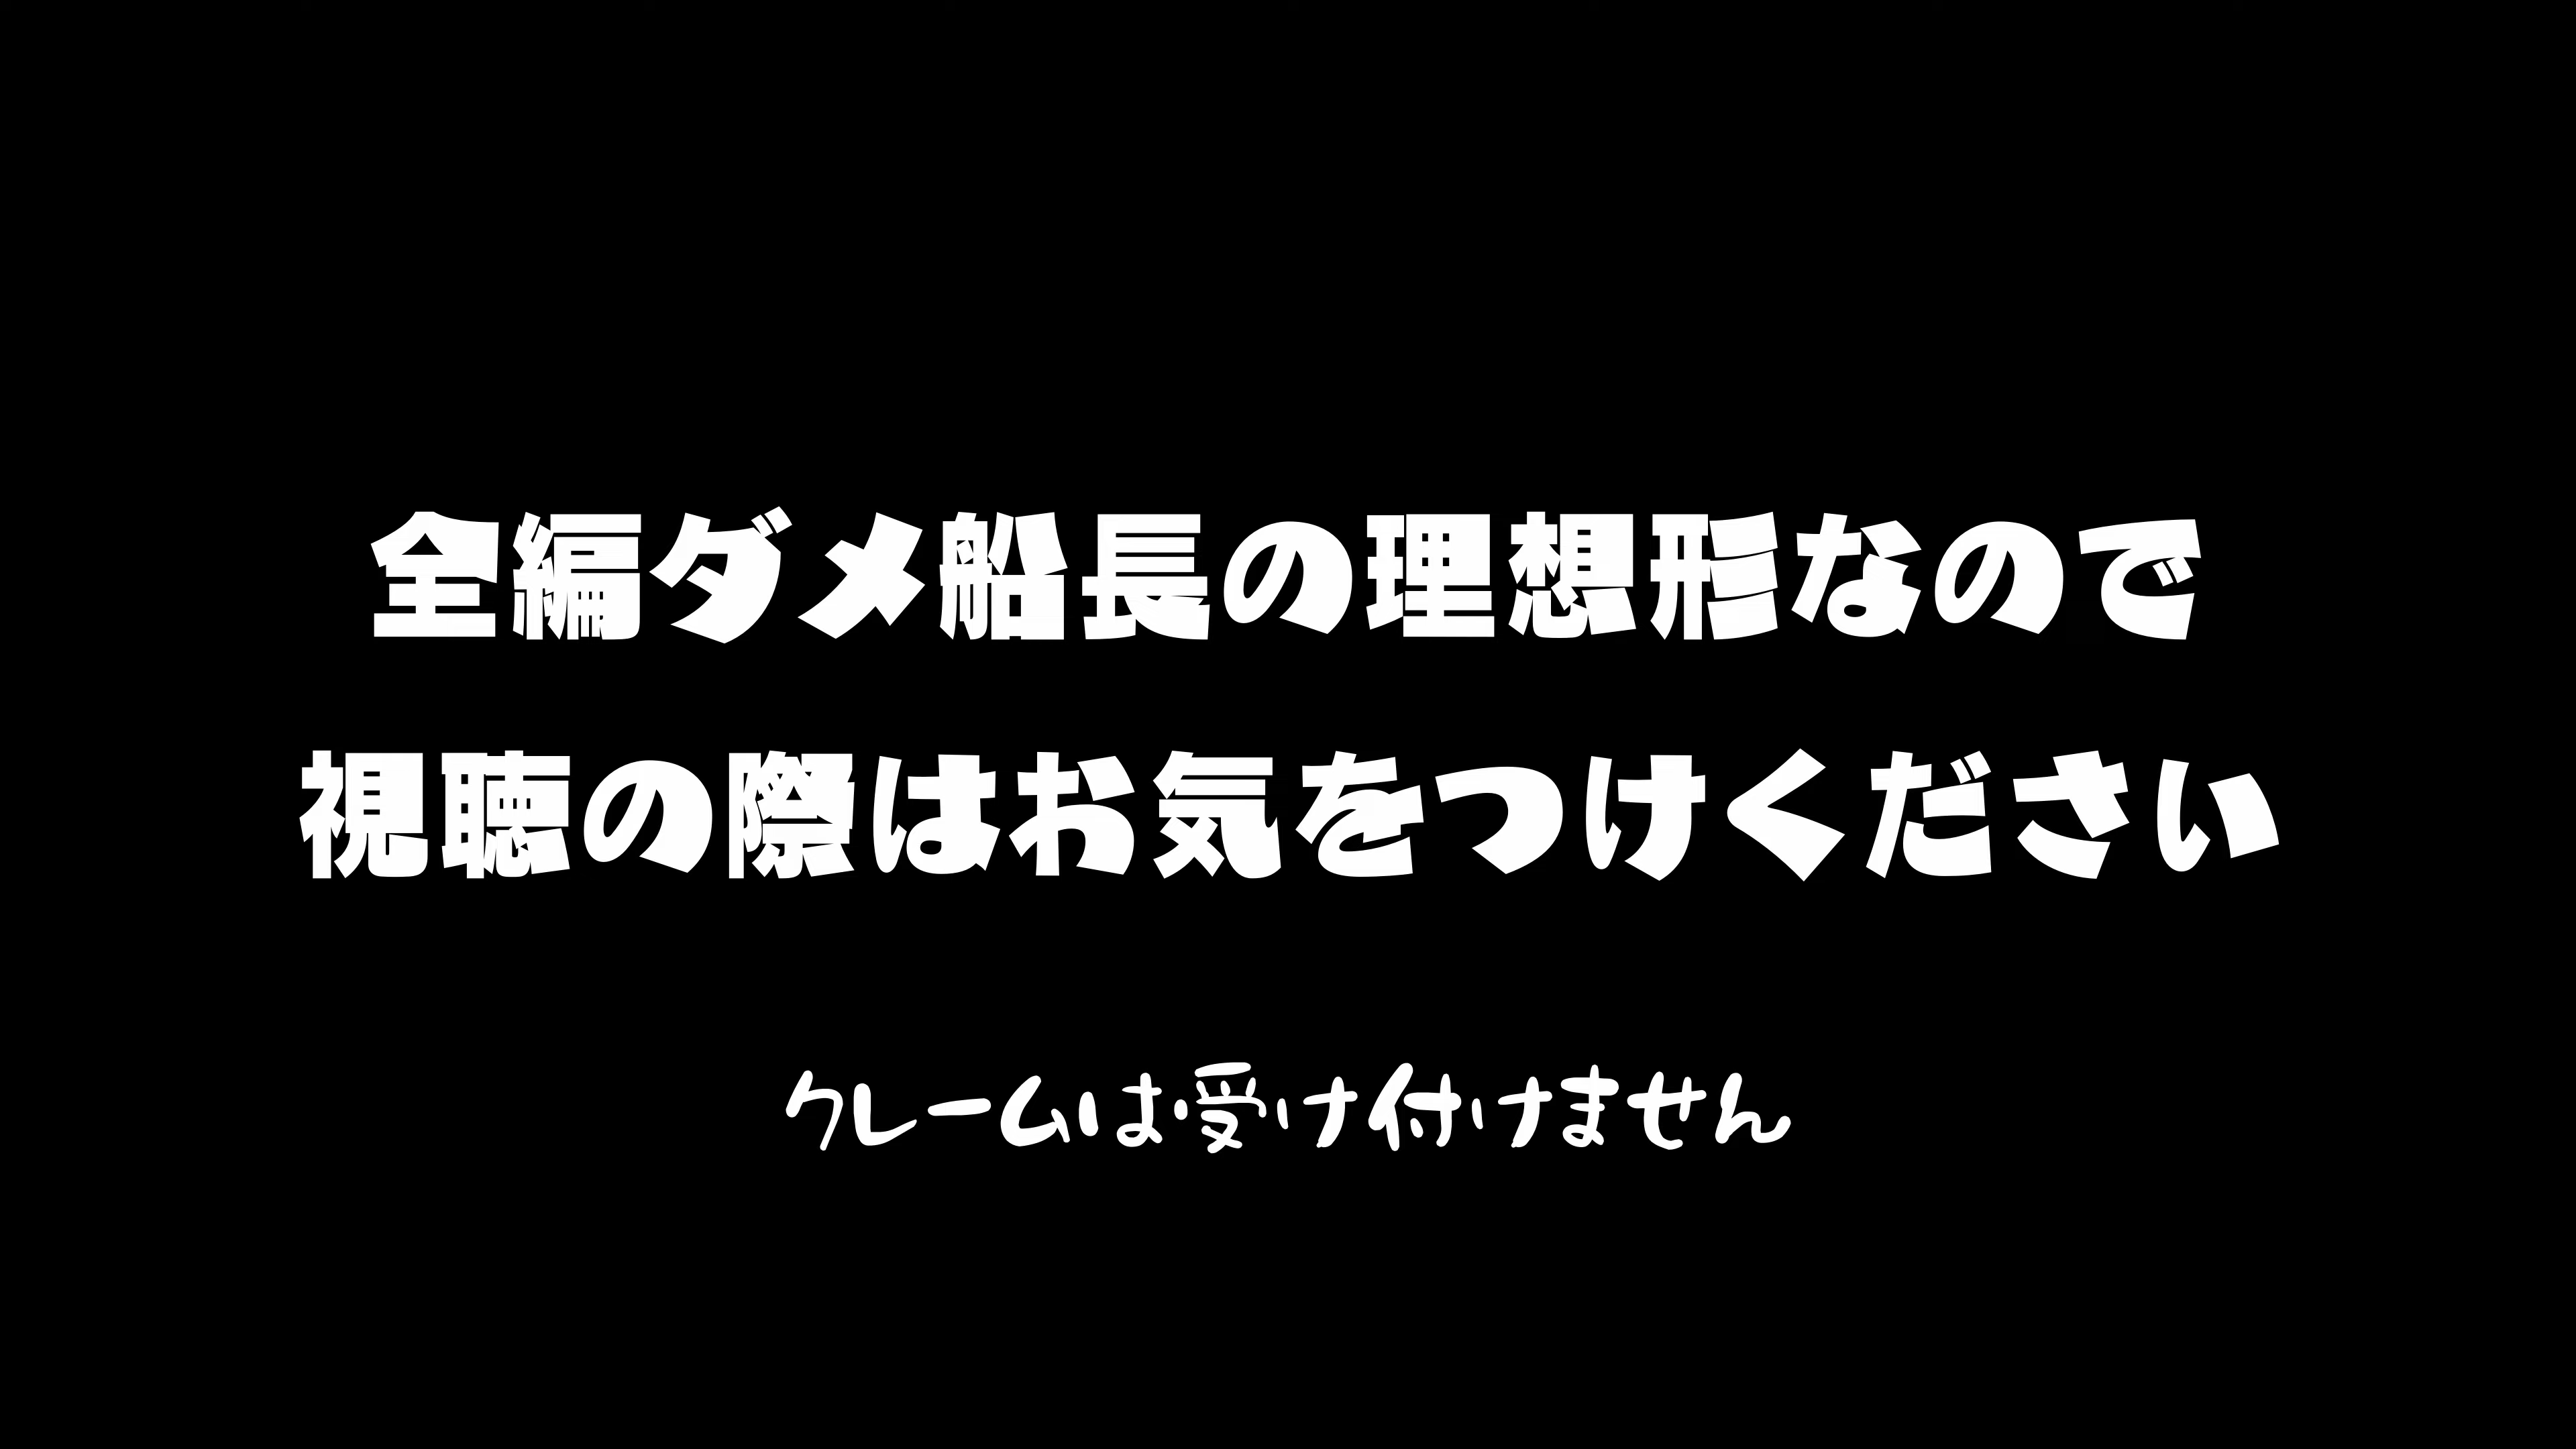 全編ダメ船長の理想形なので
視聴の際はお気をつけください
クレームは受け付けません